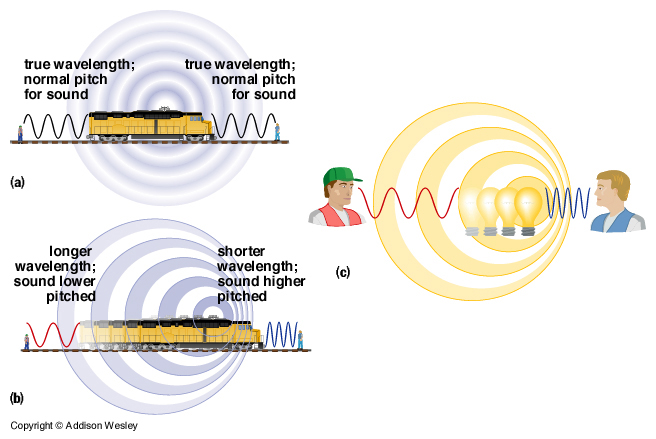 true wavelength;
normal pitch
for sound
true wavelength;
normal pitch
for sound
(a)
longer
wavelength;
sound lower
pitched
shorter
wavelength;
sound higher
pitched
(b)
(c)
Copyright © Addison Wesley